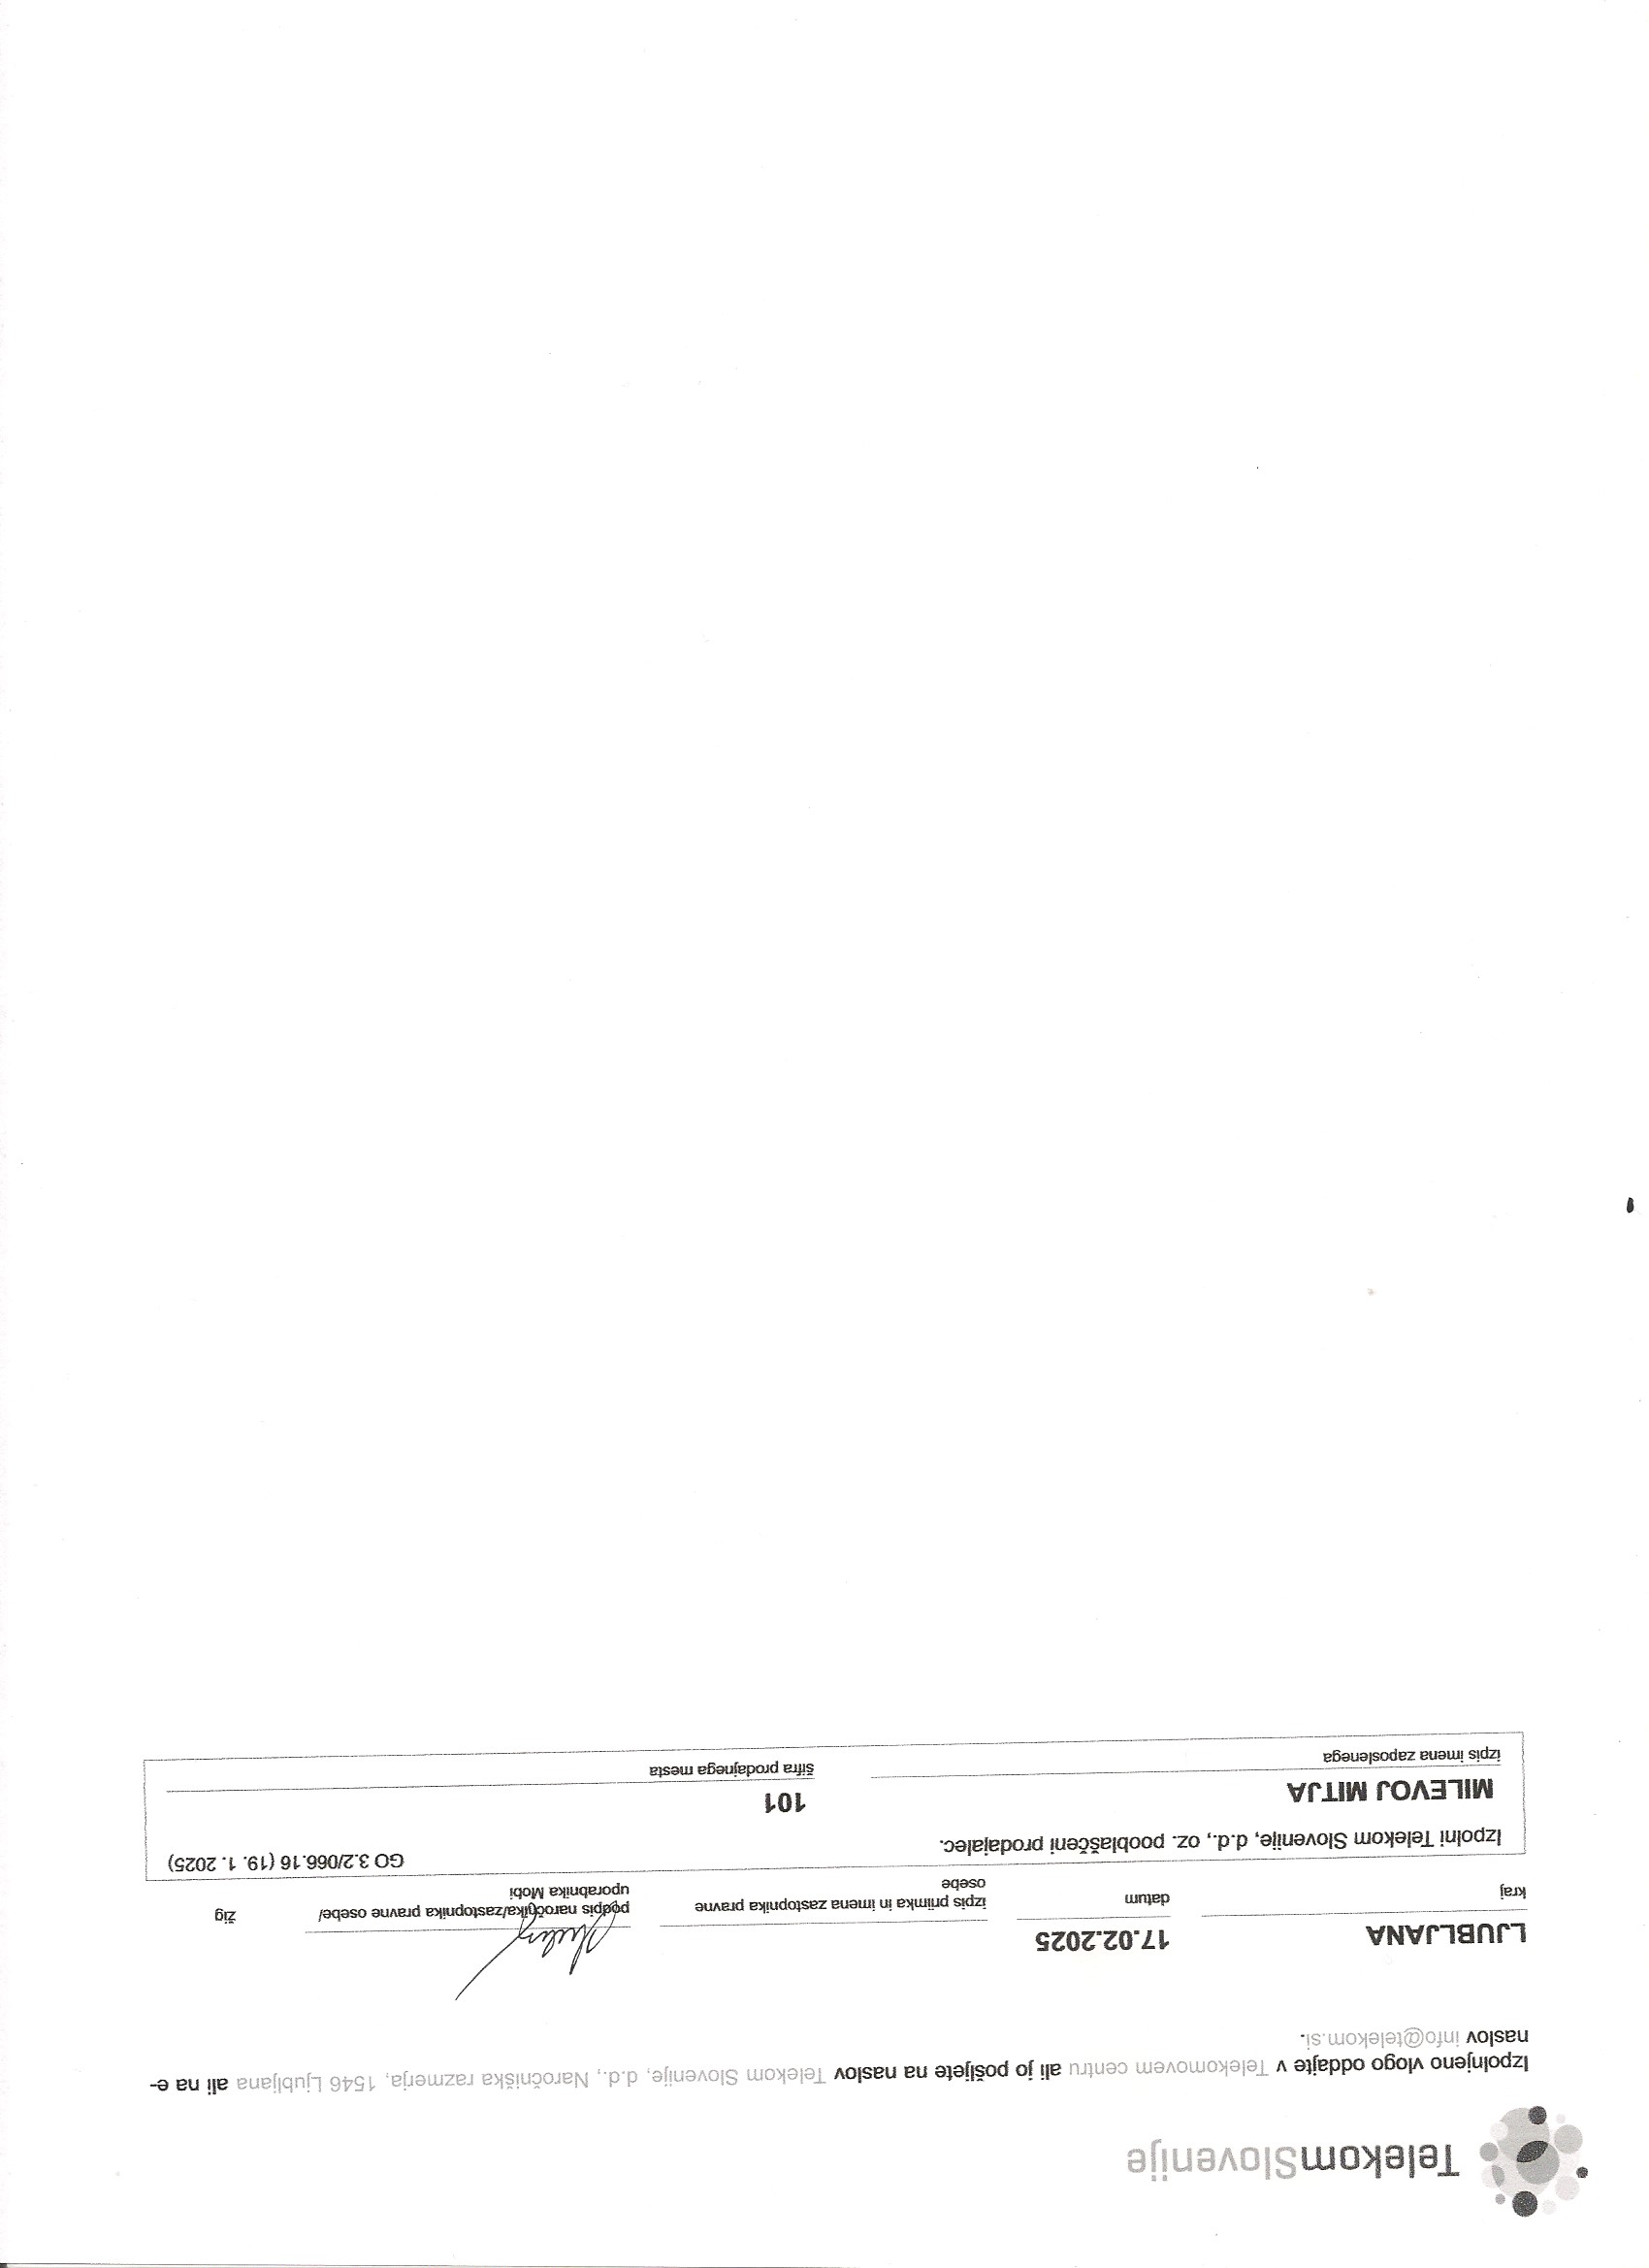 TelekomSlovenije
Izpolnjeno vlogo oddajte v Telekomovem centru ali jo pošljete na naslov Telekom Slovenije, d.d., Naročniška razmerja, 1546 Ljubljana ali na e-
naslov info@telekom.si.
LJUBLJANA 17.02.2025
kraj datum izpis priimka in imena zastopnika pravne osebe podpis naročnika/zastopnika pravne osebe/ uporabnika Mobi žig
GO 3.2/066.16 (19. 1. 2025)
Izpolni Telekom Slovenije, d.d., oz. pooblaščeni prodajalec.
MILEVOJ MITJA 101
izpis imena zaposlenega šifra prodajnega mesta